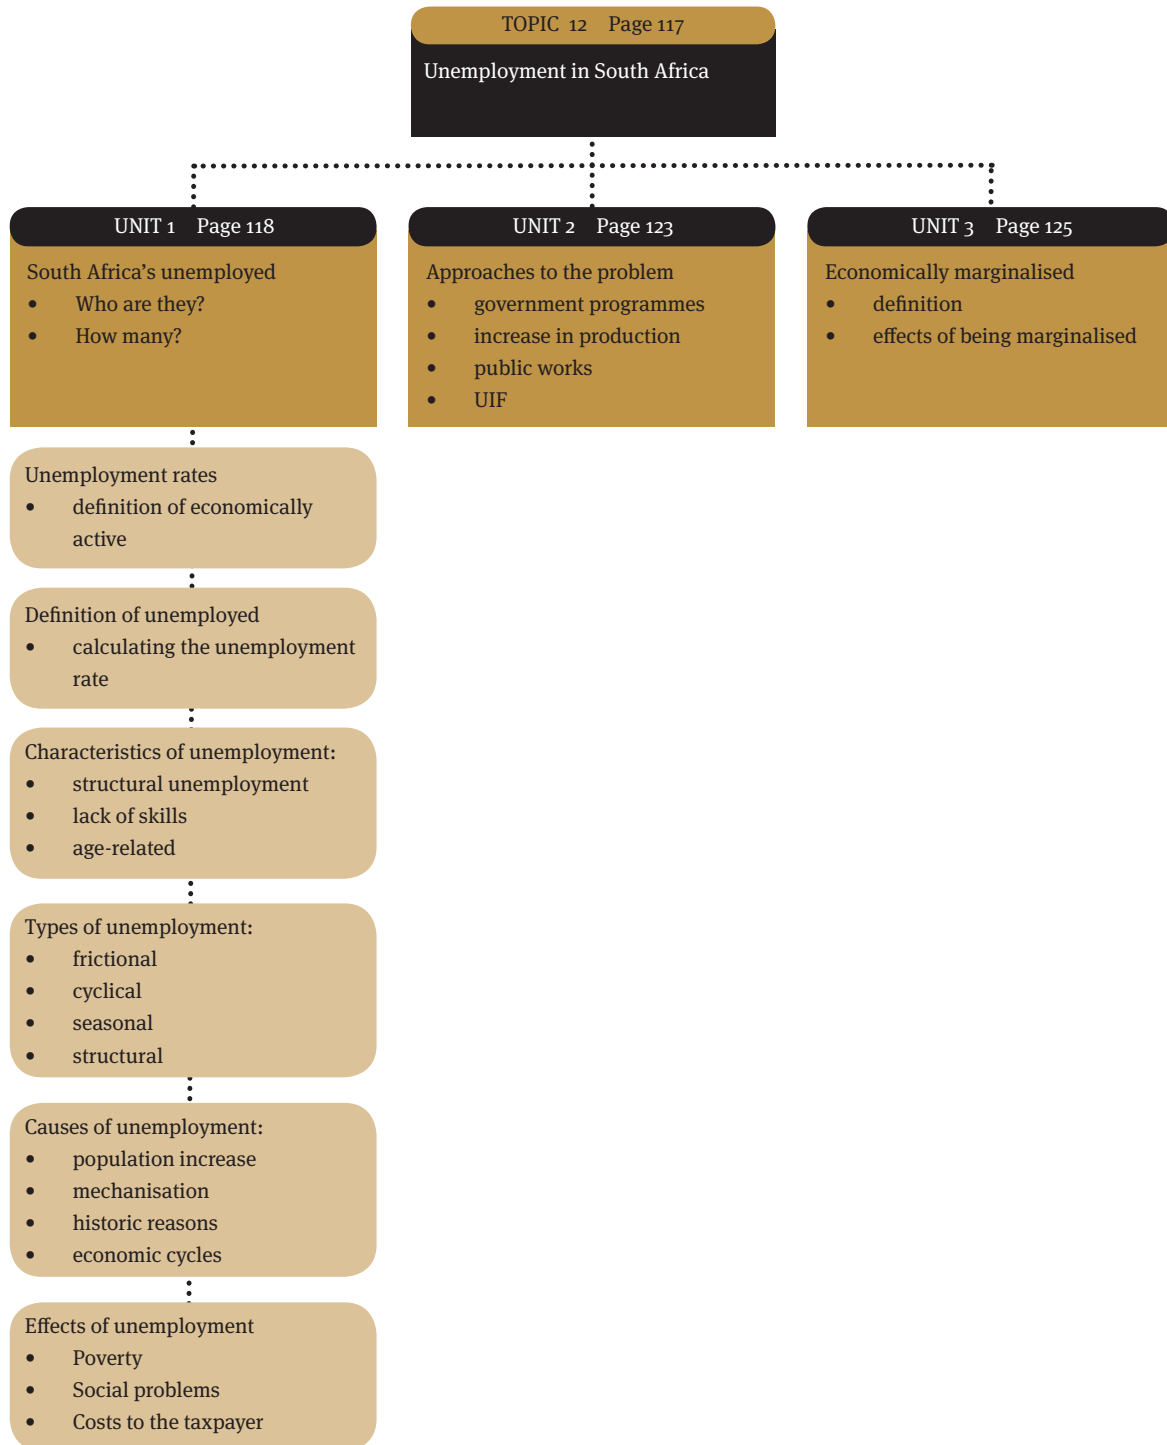 TOPIC 12 Page 117
Unemployment in South Africa
UNIT 1 Page 118
South Africa’s unemployed
• Who are they?
• How many?
UNIT 2 Page 123
Approaches to the problem
• government programmes
• increase in production
• public works
• UIF
UNIT 3 Page 125
Economically marginalised
• definition
• effects of being marginalised
Unemployment rates
• definition of economically
active
Definition of unemployed
• calculating the unemployment
rate
Characteristics of unemployment:
• structural unemployment
• lack of skills
• age-related
Types of unemployment:
• frictional
• cyclical
• seasonal
• structural
Causes of unemployment:
• population increase
• mechanisation
• historic reasons
• economic cycles
Effects of unemployment
• Poverty
• Social problems
• Costs to the taxpayer